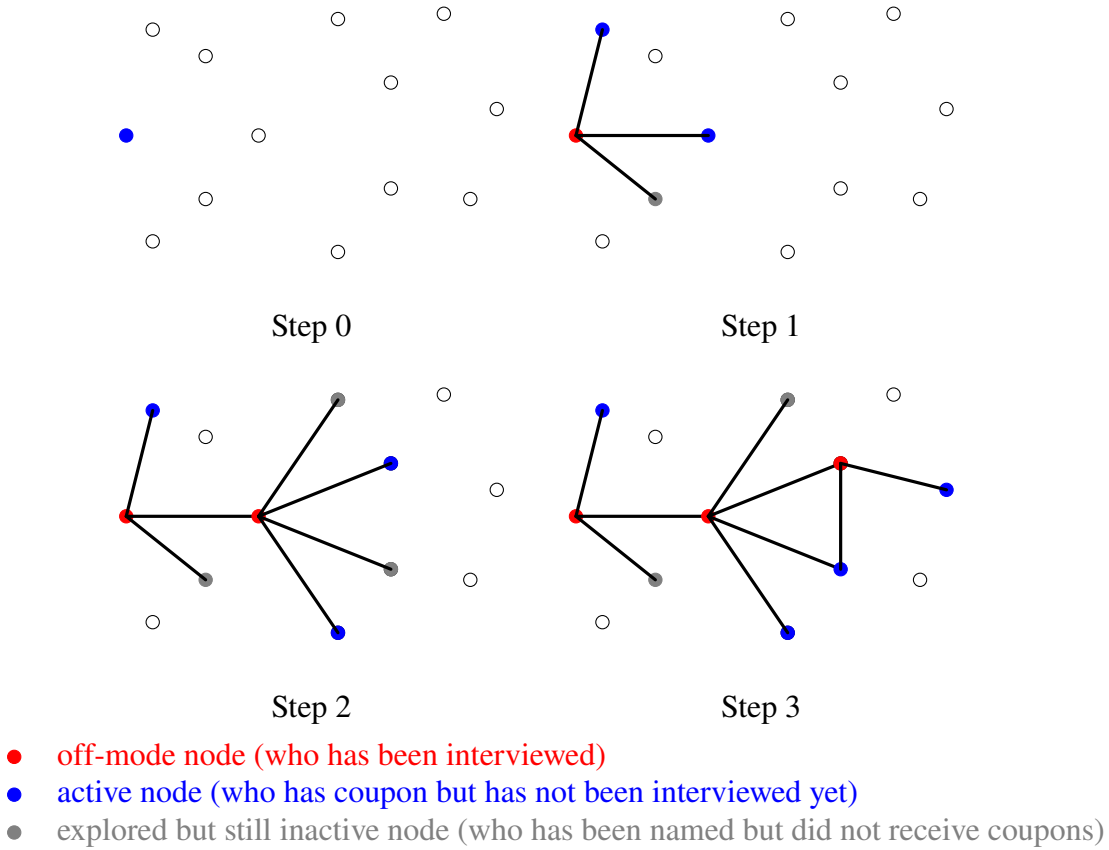 Step 0
Step 1
Step 2
Step 3
off-mode node (who has been interviewed)
active node (who has coupon but has not been interviewed yet)
explored but still inactive node (who has been named but did not receive coupons)